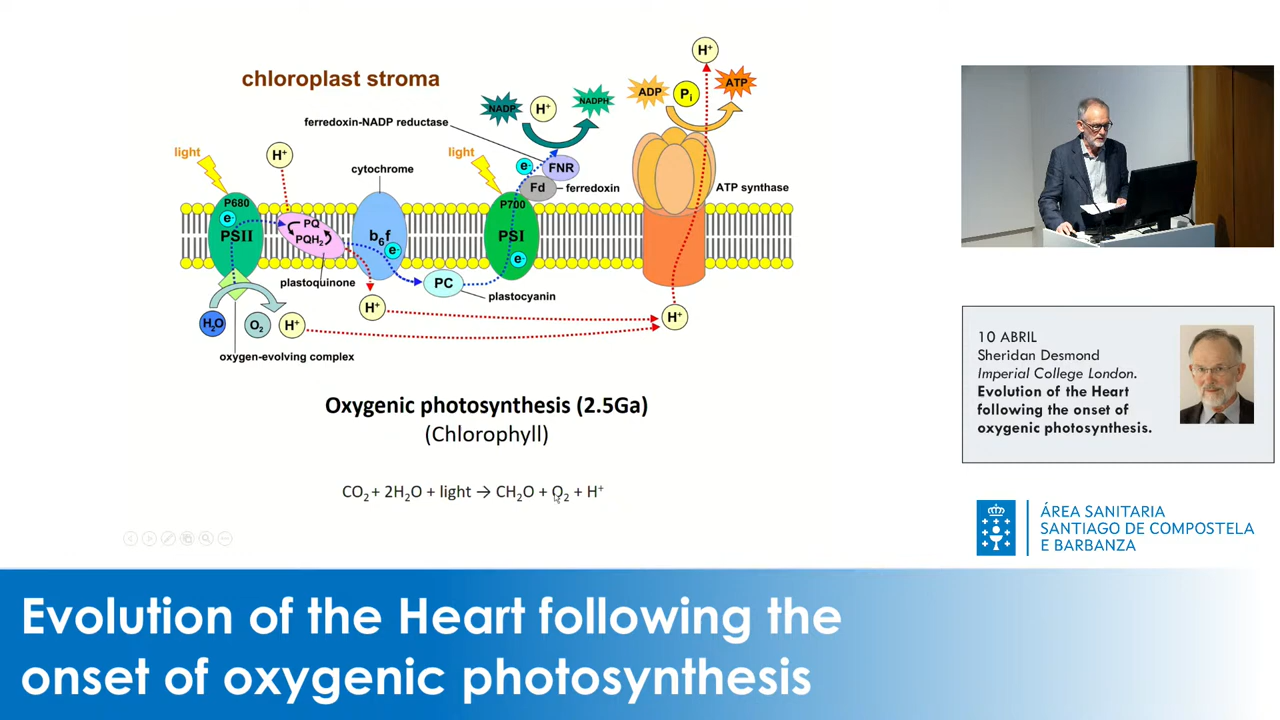 chloroplast stroma
H⁺
NADP
H⁺
NADPH
ADP
Pi
ATP
ferredoxin-NADP reductase
light
H⁺
cytochrome
light
e-
FNR
Fd
ferredoxin
ATP synthase
P680
e-
PSII
PQ
PQH₂
b₆f
e-
P700
PSI
e-
plastoquinone
PC
plastocyanin
H₂O
O₂
H⁺
H⁺
H⁺
oxygen-evolving complex
Oxygenic photosynthesis (2.5Ga)
(Chlorophyll)
CO₂ + 2H₂O + light → CH₂O + O₂ + H⁺
10 ABRIL
Sheridan Desmond
Imperial College London.
Evolution of the Heart
following the onset of
oxygenic photosynthesis.
ÁREA SANITARIA
SANTIAGO DE COMPOSTELA
E BARBANZA
Evolution of the Heart following the
onset of oxygenic photosynthesis